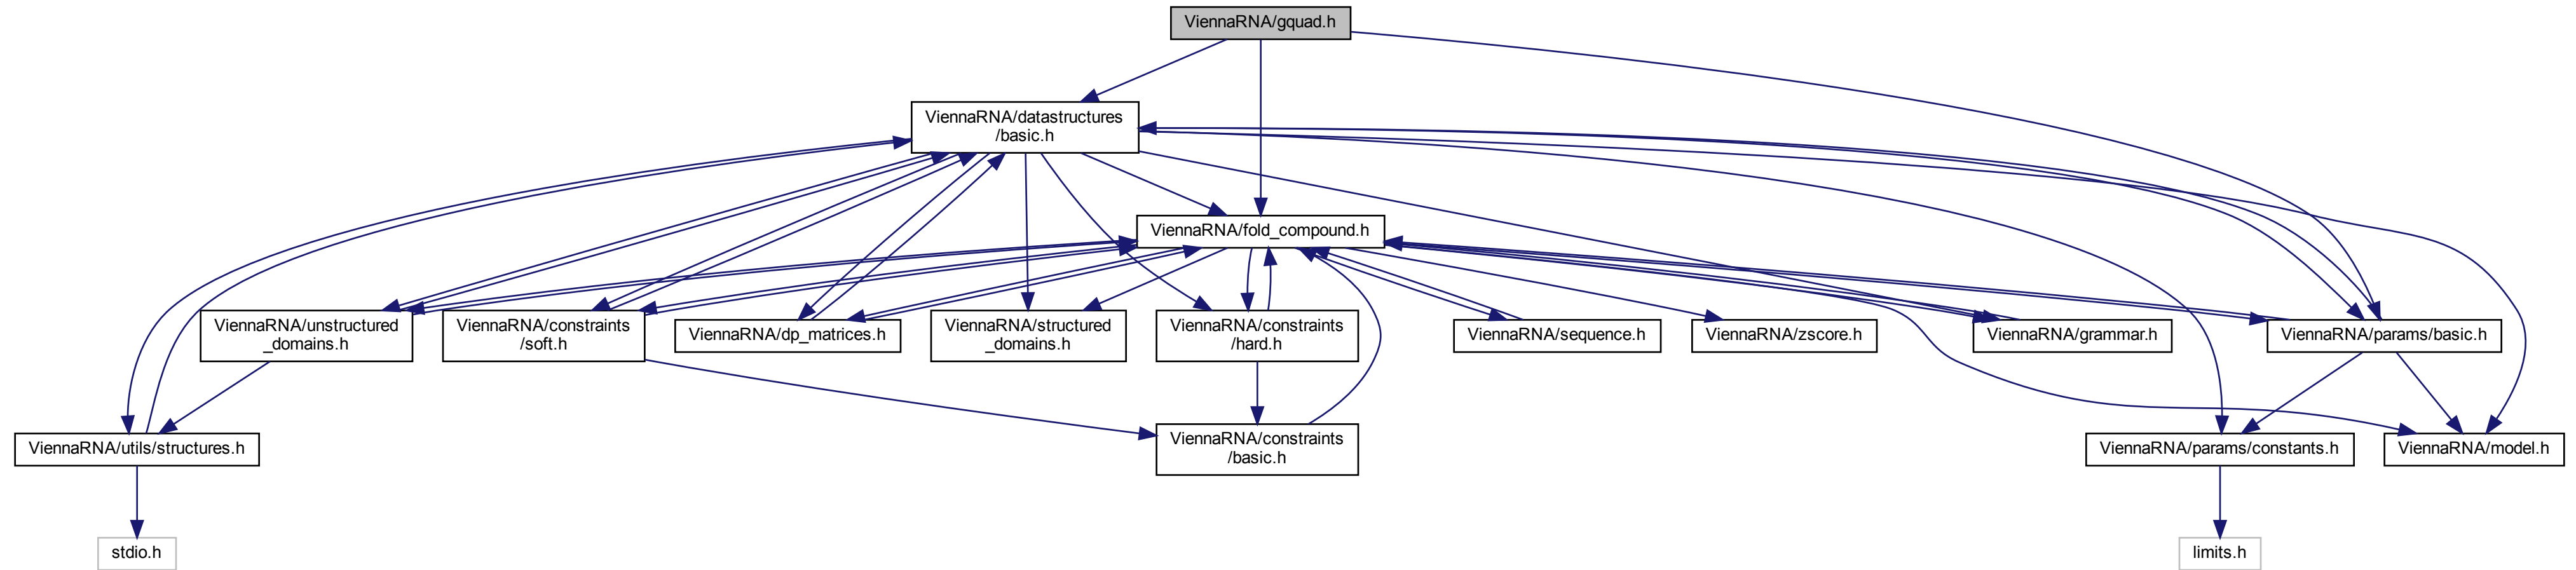 ViennaRNA/gquad.h
ViennaRNA/datastructures
/basic.h
ViennaRNA/fold_compound.h
ViennaRNA/unstructured
_domains.h
ViennaRNA/constraints
/soft.h
ViennaRNA/dp_matrices.h
ViennaRNA/structured
_domains.h
ViennaRNA/constraints
/hard.h
ViennaRNA/sequence.h
ViennaRNA/zscore.h
ViennaRNA/grammar.h
ViennaRNA/params/basic.h
ViennaRNA/utils/structures.h
ViennaRNA/constraints
/basic.h
ViennaRNA/params/constants.h
ViennaRNA/model.h
stdio.h
limits.h